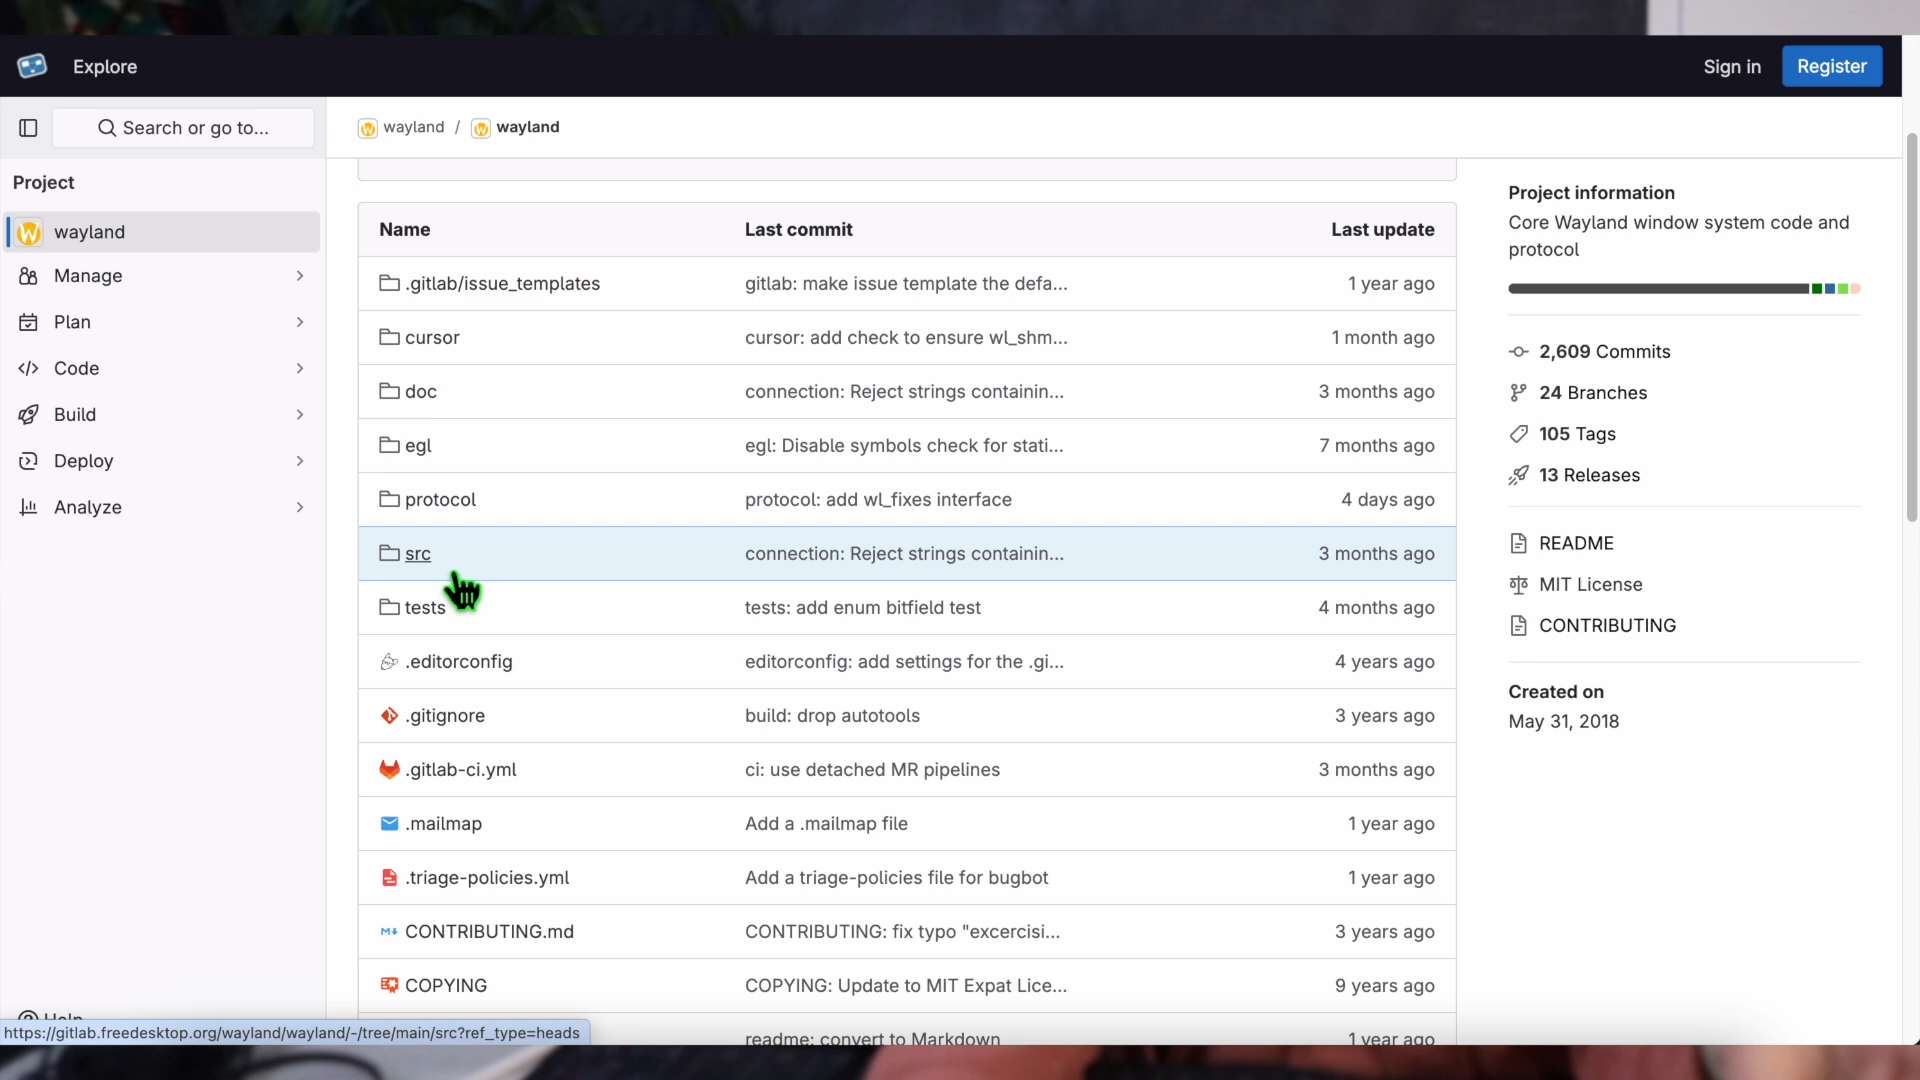 Explore
Sign in
Register
Search or go to...
wayland / wayland
Project
wayland
Manage
Plan
Code
Build
Deploy
Analyze
Name Last commit Last update
.gitlab/issue_templates gitlab: make issue template the defa... 1 year ago
cursor cursor: add check to ensure wl_shm... 1 month ago
doc connection: Reject strings containin... 3 months ago
egl egl: Disable symbols check for stati... 7 months ago
protocol protocol: add wl_fixes interface 4 days ago
src connection: Reject strings containin... 3 months ago
tests tests: add enum bitfield test 4 months ago
.editorconfig editorconfig: add settings for the .gi... 4 years ago
.gitignore build: drop autotools 3 years ago
.gitlab-ci.yml ci: use detached MR pipelines 3 months ago
.mailmap Add a .mailmap file 1 year ago
.triage-policies.yml Add a triage-policies file for bugbot 1 year ago
CONTRIBUTING.md CONTRIBUTING: fix typo "excercisi... 3 years ago
COPYING COPYING: Update to MIT Expat Lice... 9 years ago
readme: convert to Markdown 1 year ago
Project information
Core Wayland window system code and
protocol
2,609 Commits
24 Branches
105 Tags
13 Releases
README
MIT License
CONTRIBUTING
Created on
May 31, 2018
Help
https://gitlab.freedesktop.org/wayland/wayland/-/tree/main/src?ref_type=heads